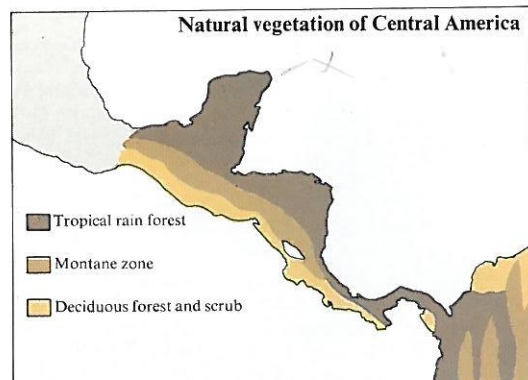 Natural vegetation of Central America
Tropical rain forest
Montane zone
Deciduous forest and scrub